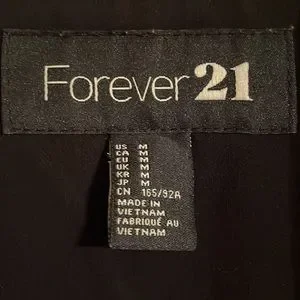 Forever 21
US M
CA M
EU M
UK M
KR M
JP M
CN 165/92A
MADE IN
VIETNAM
FABRIQUÉ AU
VIETNAM